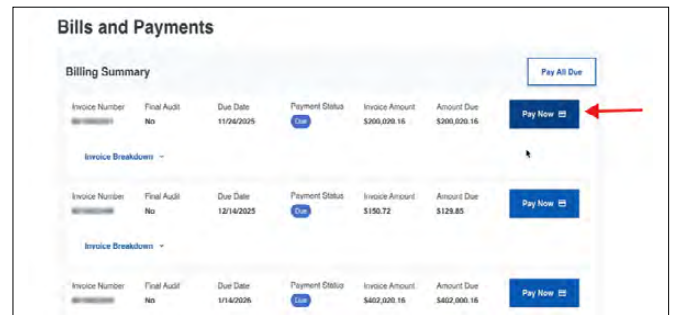 Bills and Payments
Billing Summary
Pay All Due
Invoice Number Final Audit Due Date Payment Status Invoice Amount Amount Due
No 11/24/2025 Due $200,020.16 $200,020.16 Pay Now
Invoice Breakdown
Invoice Number Final Audit Due Date Payment Status Invoice Amount Amount Due
No 12/14/2025 Due $150.72 $129.85 Pay Now
Invoice Breakdown
Invoice Number Final Audit Due Date Payment Status Invoice Amount Amount Due
No 1/14/2026 Due $402,020.16 $402,000.16 Pay Now